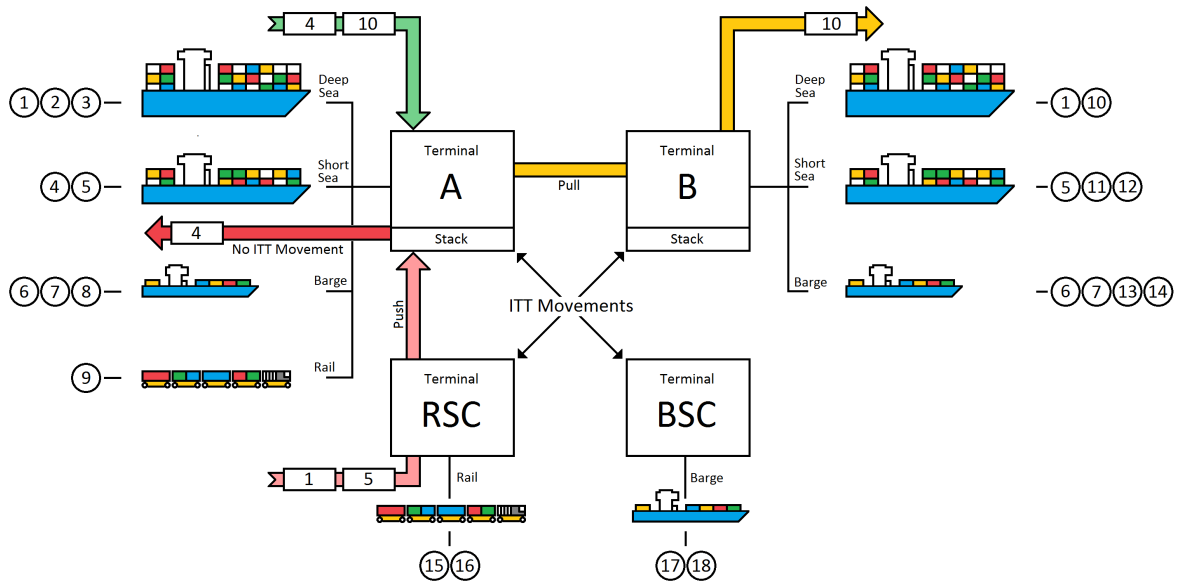 4 10
10
Deep
Sea
Deep
Sea
1 2 3
1 10
Terminal
A
Terminal
B
Short
Sea
Short
Sea
Pull
4 5
5 11 12
4
Stack
Stack
No ITT Movement
6 7 8
Barge
Push
ITT Movements
Barge
6 7 13 14
9
Rail
Terminal
RSC
Terminal
BSC
1 5
Rail
Barge
15 16
17 18